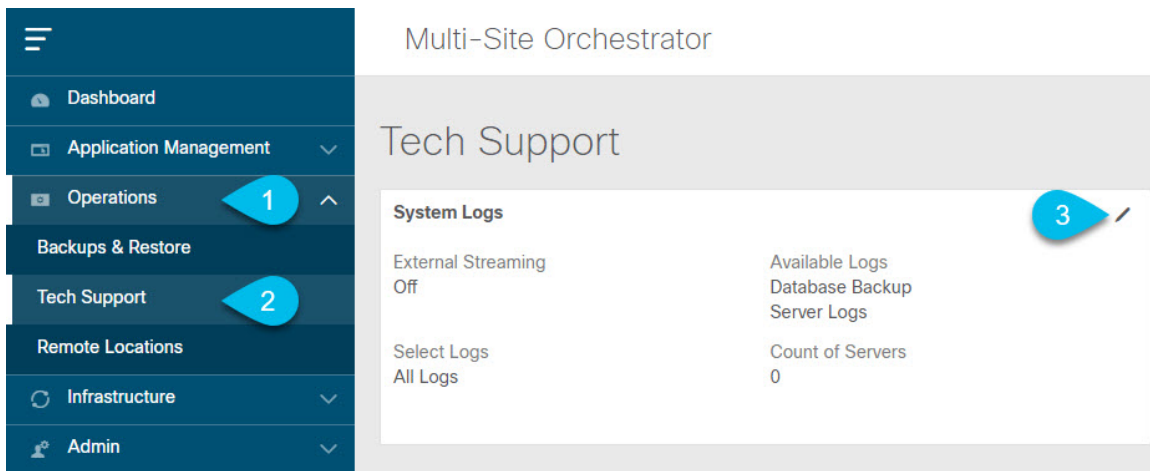 Multi-Site Orchestrator
Dashboard
Application Management
Operations
1
Backups & Restore
Tech Support
2
Remote Locations
Infrastructure
Admin
Tech Support
System Logs
3
External Streaming
Off
Available Logs
Database Backup
Server Logs
Select Logs
All Logs
Count of Servers
0